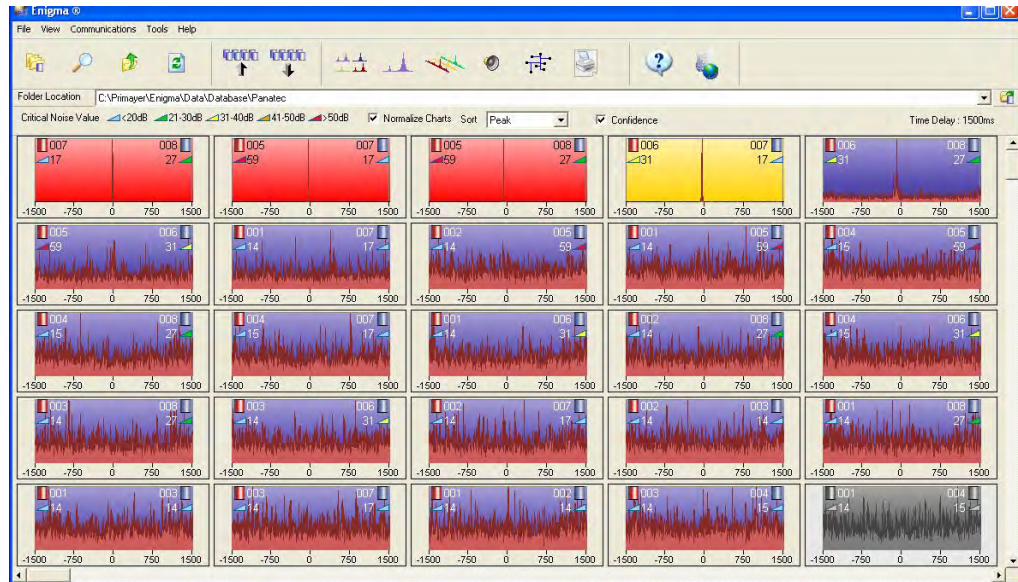 Enigma ®
File View Communications Tools Help
Folder Location C:\Primayer\Enigma\Data\Database\Panatec
Critical Noise Value <20dB 21-30dB 31-40dB 41-50dB >50dB Normalize Charts Sort Peak Confidence Time Delay : 1500ms
007 008 005 007 005 008 006 007 006 008
17 27 59 17 59 27 31 17 31 27
-1500 -750 0 750 1500 -1500 -750 0 750 1500 -1500 -750 0 750 1500 -1500 -750 0 750 1500 -1500 -750 0 750 1500
005 006 001 007 002 005 001 005 004 005
59 31 14 17 14 59 14 59 15 59
-1500 -750 0 750 1500 -1500 -750 0 750 1500 -1500 -750 0 750 1500 -1500 -750 0 750 1500 -1500 -750 0 750 1500
004 008 004 007 001 006 002 008 004 006
15 27 15 17 14 31 14 27 15 31
-1500 -750 0 750 1500 -1500 -750 0 750 1500 -1500 -750 0 750 1500 -1500 -750 0 750 1500 -1500 -750 0 750 1500
003 008 003 006 002 007 002 003 001 008
14 27 14 31 14 17 14 14 14 27
-1500 -750 0 750 1500 -1500 -750 0 750 1500 -1500 -750 0 750 1500 -1500 -750 0 750 1500 -1500 -750 0 750 1500
001 003 003 007 001 002 003 004 001 004
14 14 14 17 14 14 14 15 14 15
-1500 -750 0 750 1500 -1500 -750 0 750 1500 -1500 -750 0 750 1500 -1500 -750 0 750 1500 -1500 -750 0 750 1500